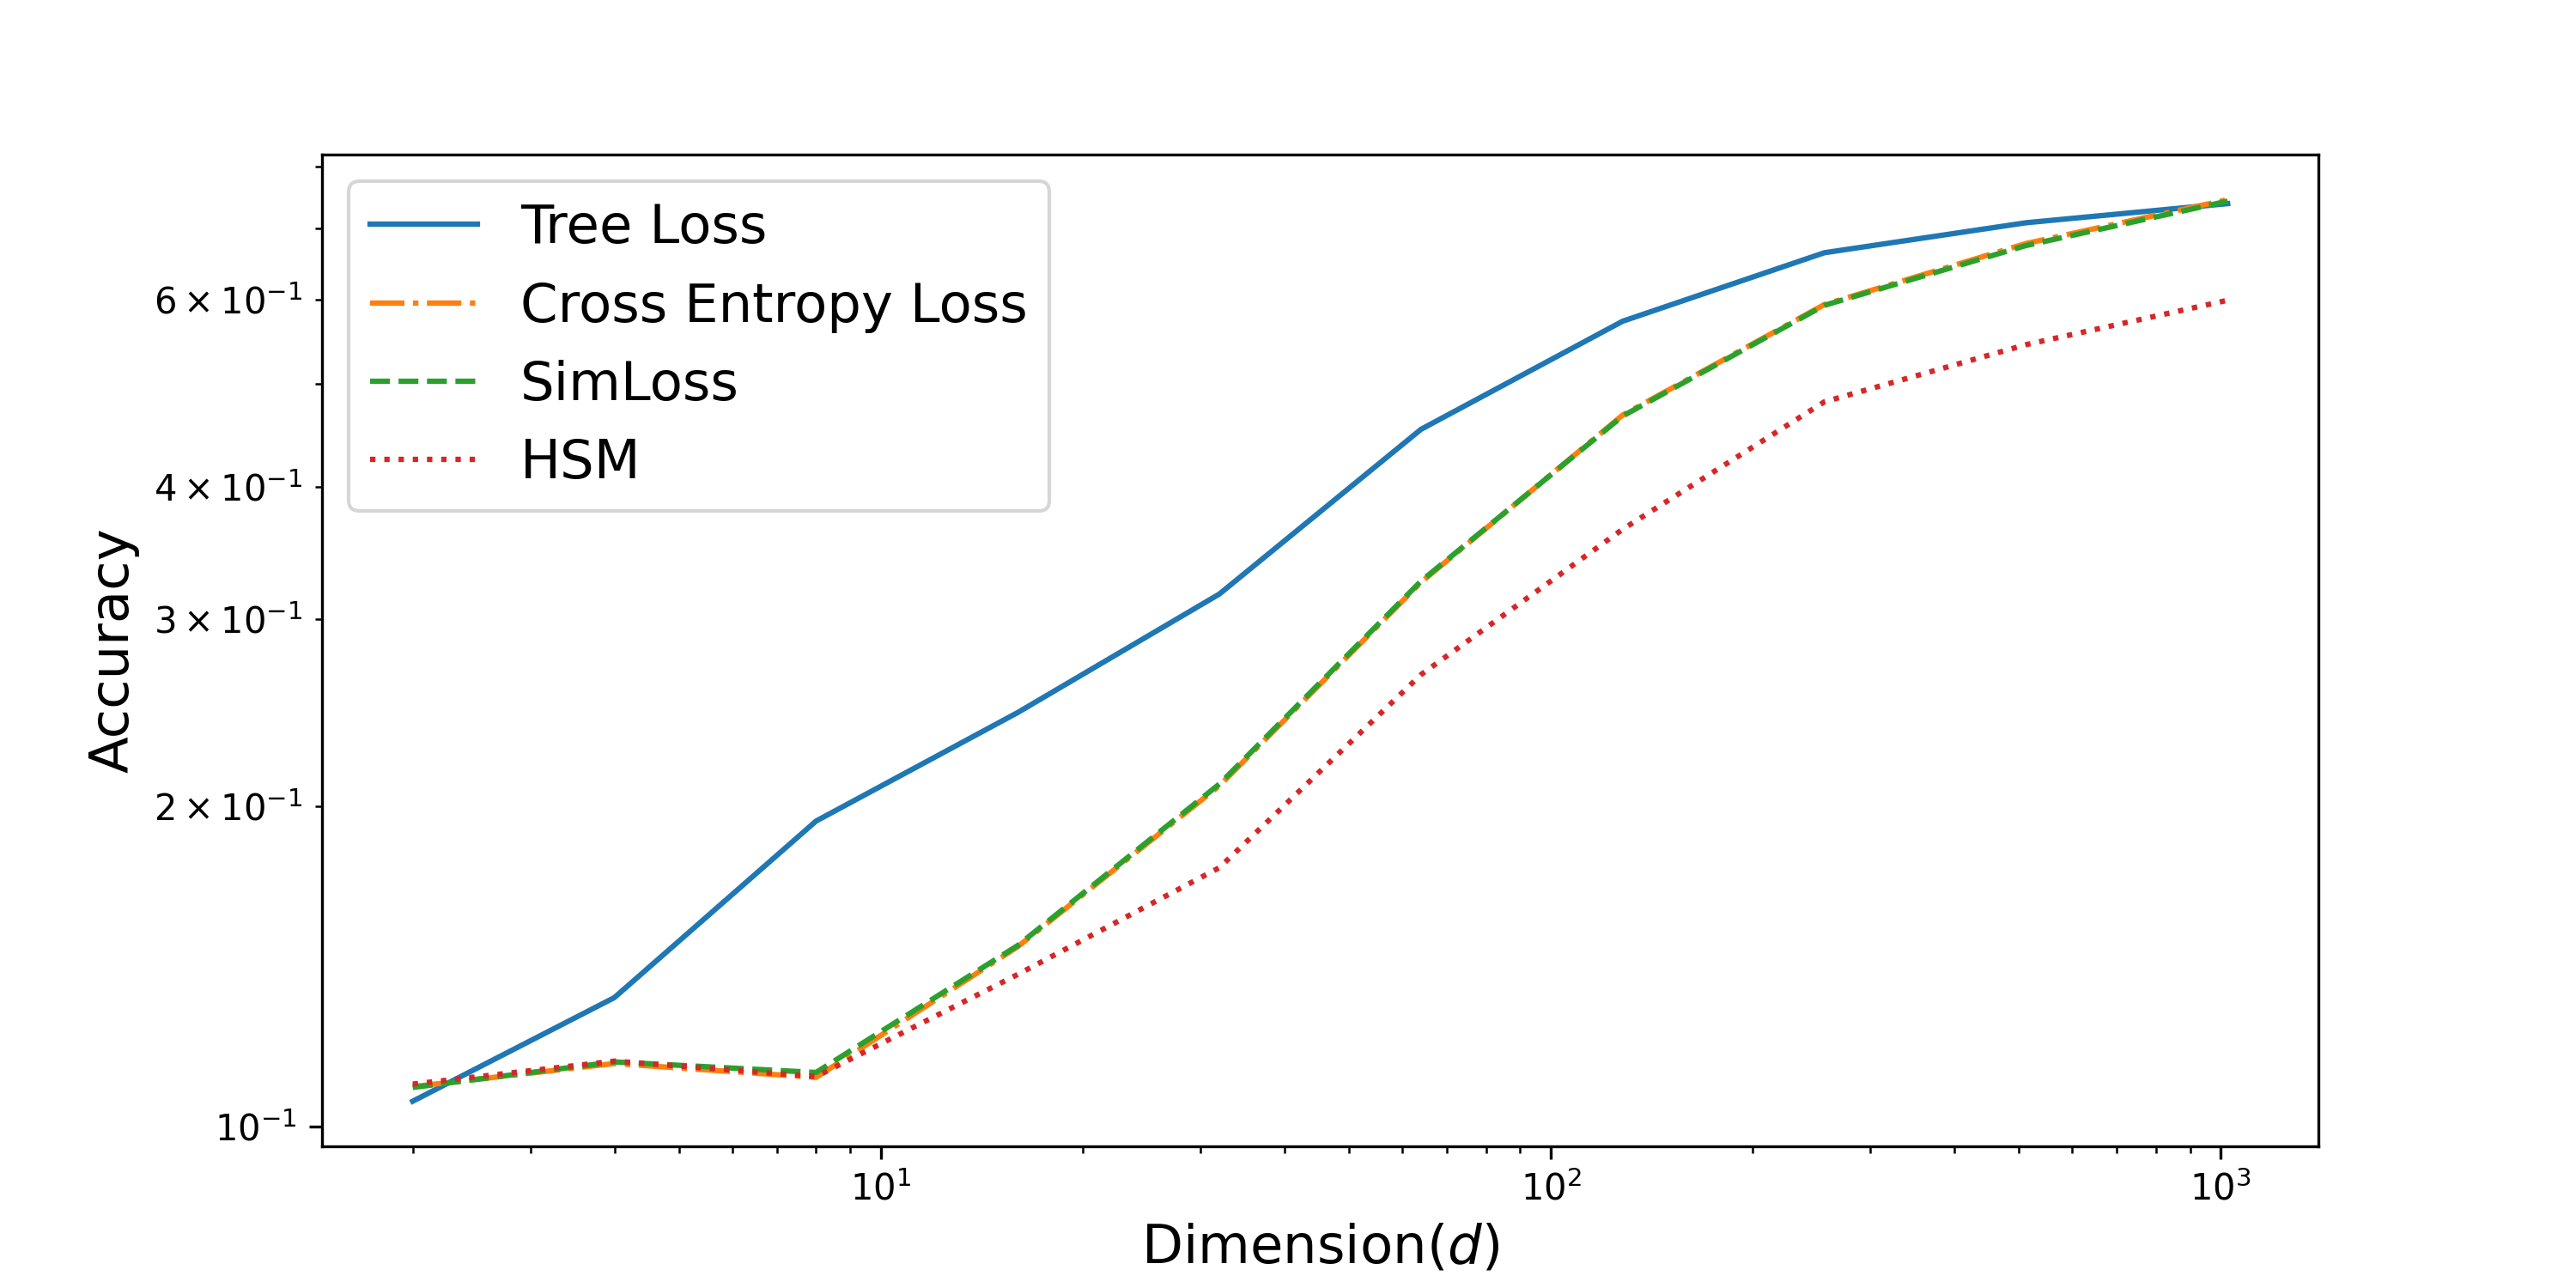 Tree Loss
Cross Entropy Loss
SimLoss
HSM
Accuracy
6×10⁻¹
4×10⁻¹
3×10⁻¹
2×10⁻¹
10⁻¹
10¹ 10² 10³
Dimension(d)